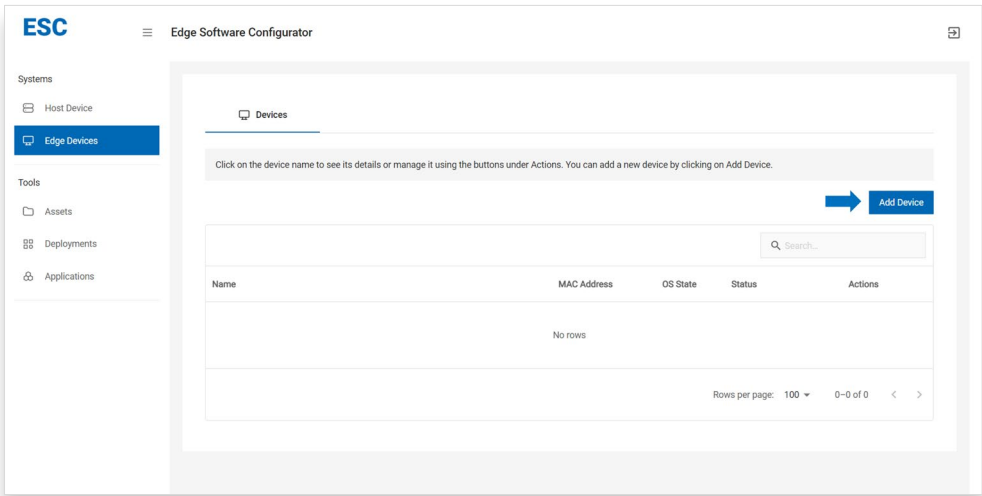 ESC
Edge Software Configurator
Systems
Host Device
Edge Devices
Tools
Assets
Deployments
Applications
Devices
Click on the device name to see its details or manage it using the buttons under Actions. You can add a new device by clicking on Add Device.
Add Device
Search...
Name MAC Address OS State Status Actions
No rows
Rows per page: 100 0–0 of 0